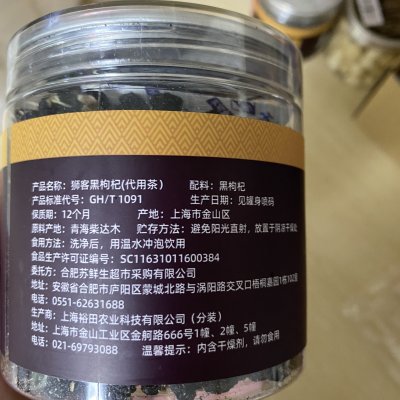 产品名称：狮客黑枸杞(代用茶) 配料：黑枸杞
产品标准代号：GH/T 1091 生产日期：见罐身喷码
保质期：12个月 产地：上海市金山区
原料产地：青海柴达木 贮存方法：避免阳光直射，放置于阴凉干燥处
食用方法：洗净后，用温水冲泡饮用
食品生产许可证编号：SC11631011600384
委托方：合肥苏鲜生超市采购有限公司
地址：安徽省合肥市庐阳区蒙城北路与涡阳路交叉口梧桐嘉园1栋102室
电话：0551-62631688
生产商：上海裕田农业科技有限公司（分装）
地址：上海市金山工业区金舸路666号1幢、2幢、5幢
电话：021-69793088 温馨提示：内含干燥剂，请勿食用